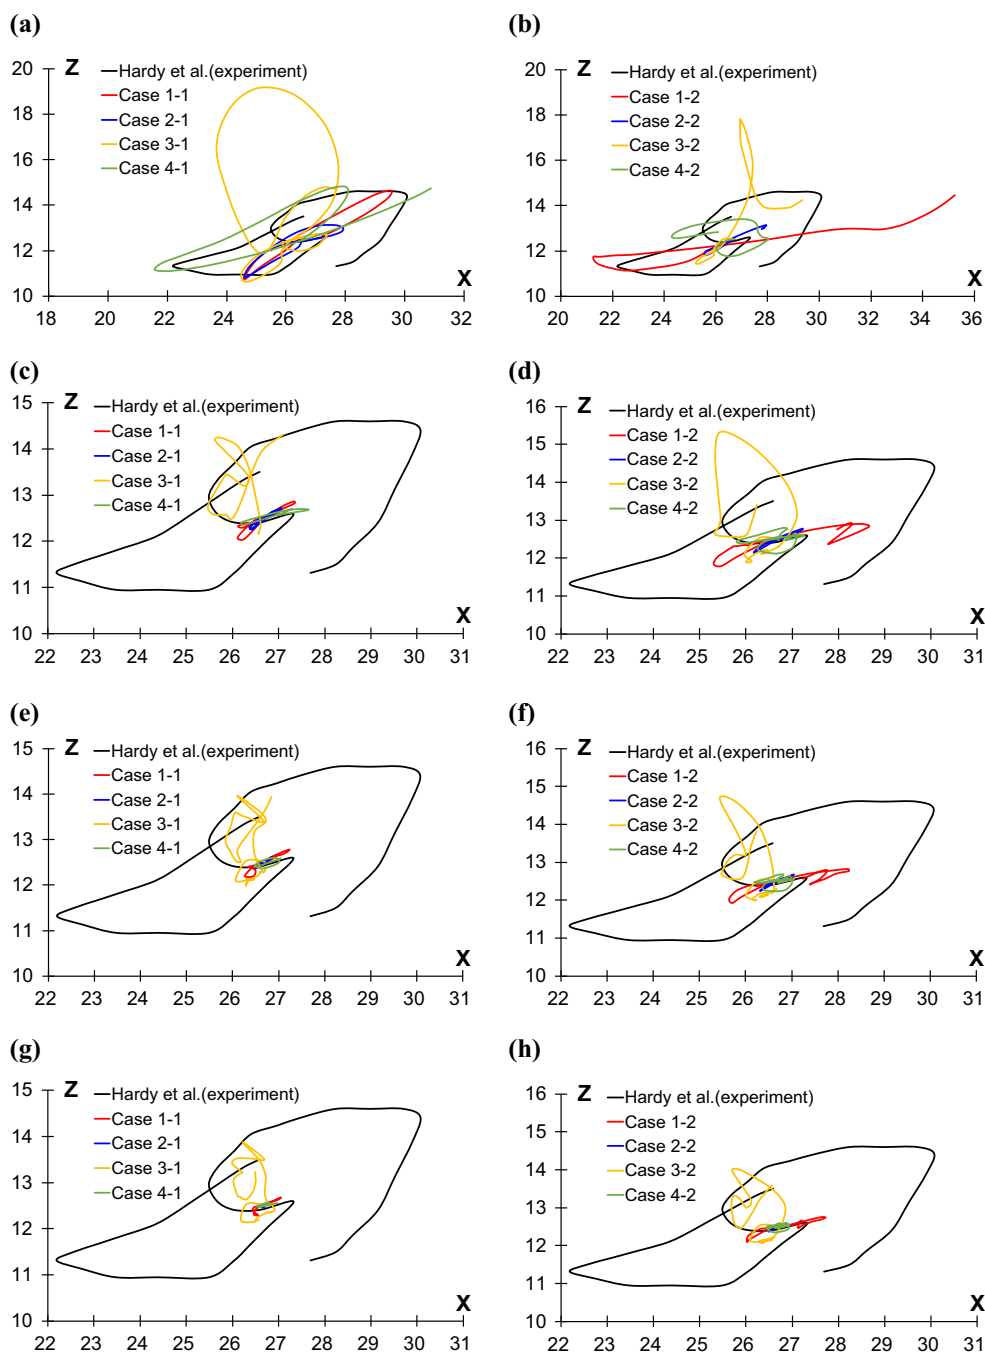 (a)
Z
20
18
16
14
12
10
Hardy et al.(experiment)
Case 1-1
Case 2-1
Case 3-1
Case 4-1
X
18 20 22 24 26 28 30 32
(b)
Z
20
18
16
14
12
10
Hardy et al.(experiment)
Case 1-2
Case 2-2
Case 3-2
Case 4-2
X
20 22 24 26 28 30 32 34 36
(c)
Z
15
14
13
12
11
10
Hardy et al.(experiment)
Case 1-1
Case 2-1
Case 3-1
Case 4-1
X
22 23 24 25 26 27 28 29 30 31
(d)
Z
16
15
14
13
12
11
10
Hardy et al.(experiment)
Case 1-2
Case 2-2
Case 3-2
Case 4-2
X
22 23 24 25 26 27 28 29 30 31
(e)
Z
15
14
13
12
11
10
Hardy et al.(experiment)
Case 1-1
Case 2-1
Case 3-1
Case 4-1
X
22 23 24 25 26 27 28 29 30 31
(f)
Z
16
15
14
13
12
11
10
Hardy et al.(experiment)
Case 1-2
Case 2-2
Case 3-2
Case 4-2
X
22 23 24 25 26 27 28 29 30 31
(g)
Z
15
14
13
12
11
10
Hardy et al.(experiment)
Case 1-1
Case 2-1
Case 3-1
Case 4-1
X
22 23 24 25 26 27 28 29 30 31
(h)
Z
16
15
14
13
12
11
10
Hardy et al.(experiment)
Case 1-2
Case 2-2
Case 3-2
Case 4-2
X
22 23 24 25 26 27 28 29 30 31